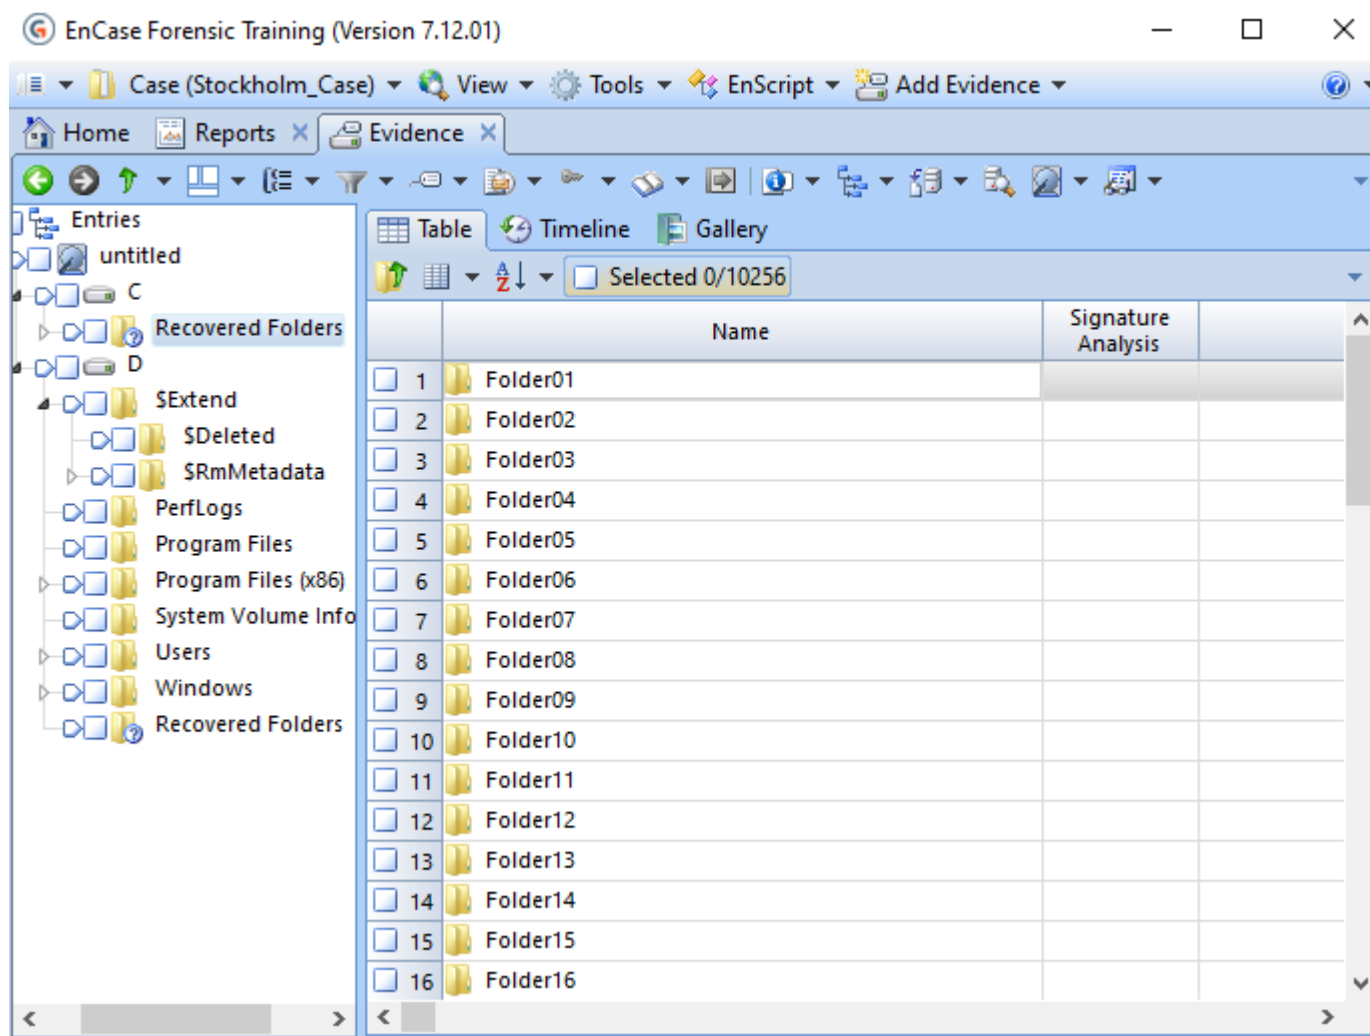 EnCase Forensic Training (Version 7.12.01)
Case (Stockholm_Case) View Tools EnScript Add Evidence
Home Reports Evidence
Entries
untitled
C
Recovered Folders
D
$Extend
$Deleted
$RmMetadata
PerfLogs
Program Files
Program Files (x86)
System Volume Info
Users
Windows
Recovered Folders
Table Timeline Gallery
Selected 0/10256
Name
Signature
Analysis
1 Folder01
2 Folder02
3 Folder03
4 Folder04
5 Folder05
6 Folder06
7 Folder07
8 Folder08
9 Folder09
10 Folder10
11 Folder11
12 Folder12
13 Folder13
14 Folder14
15 Folder15
16 Folder16